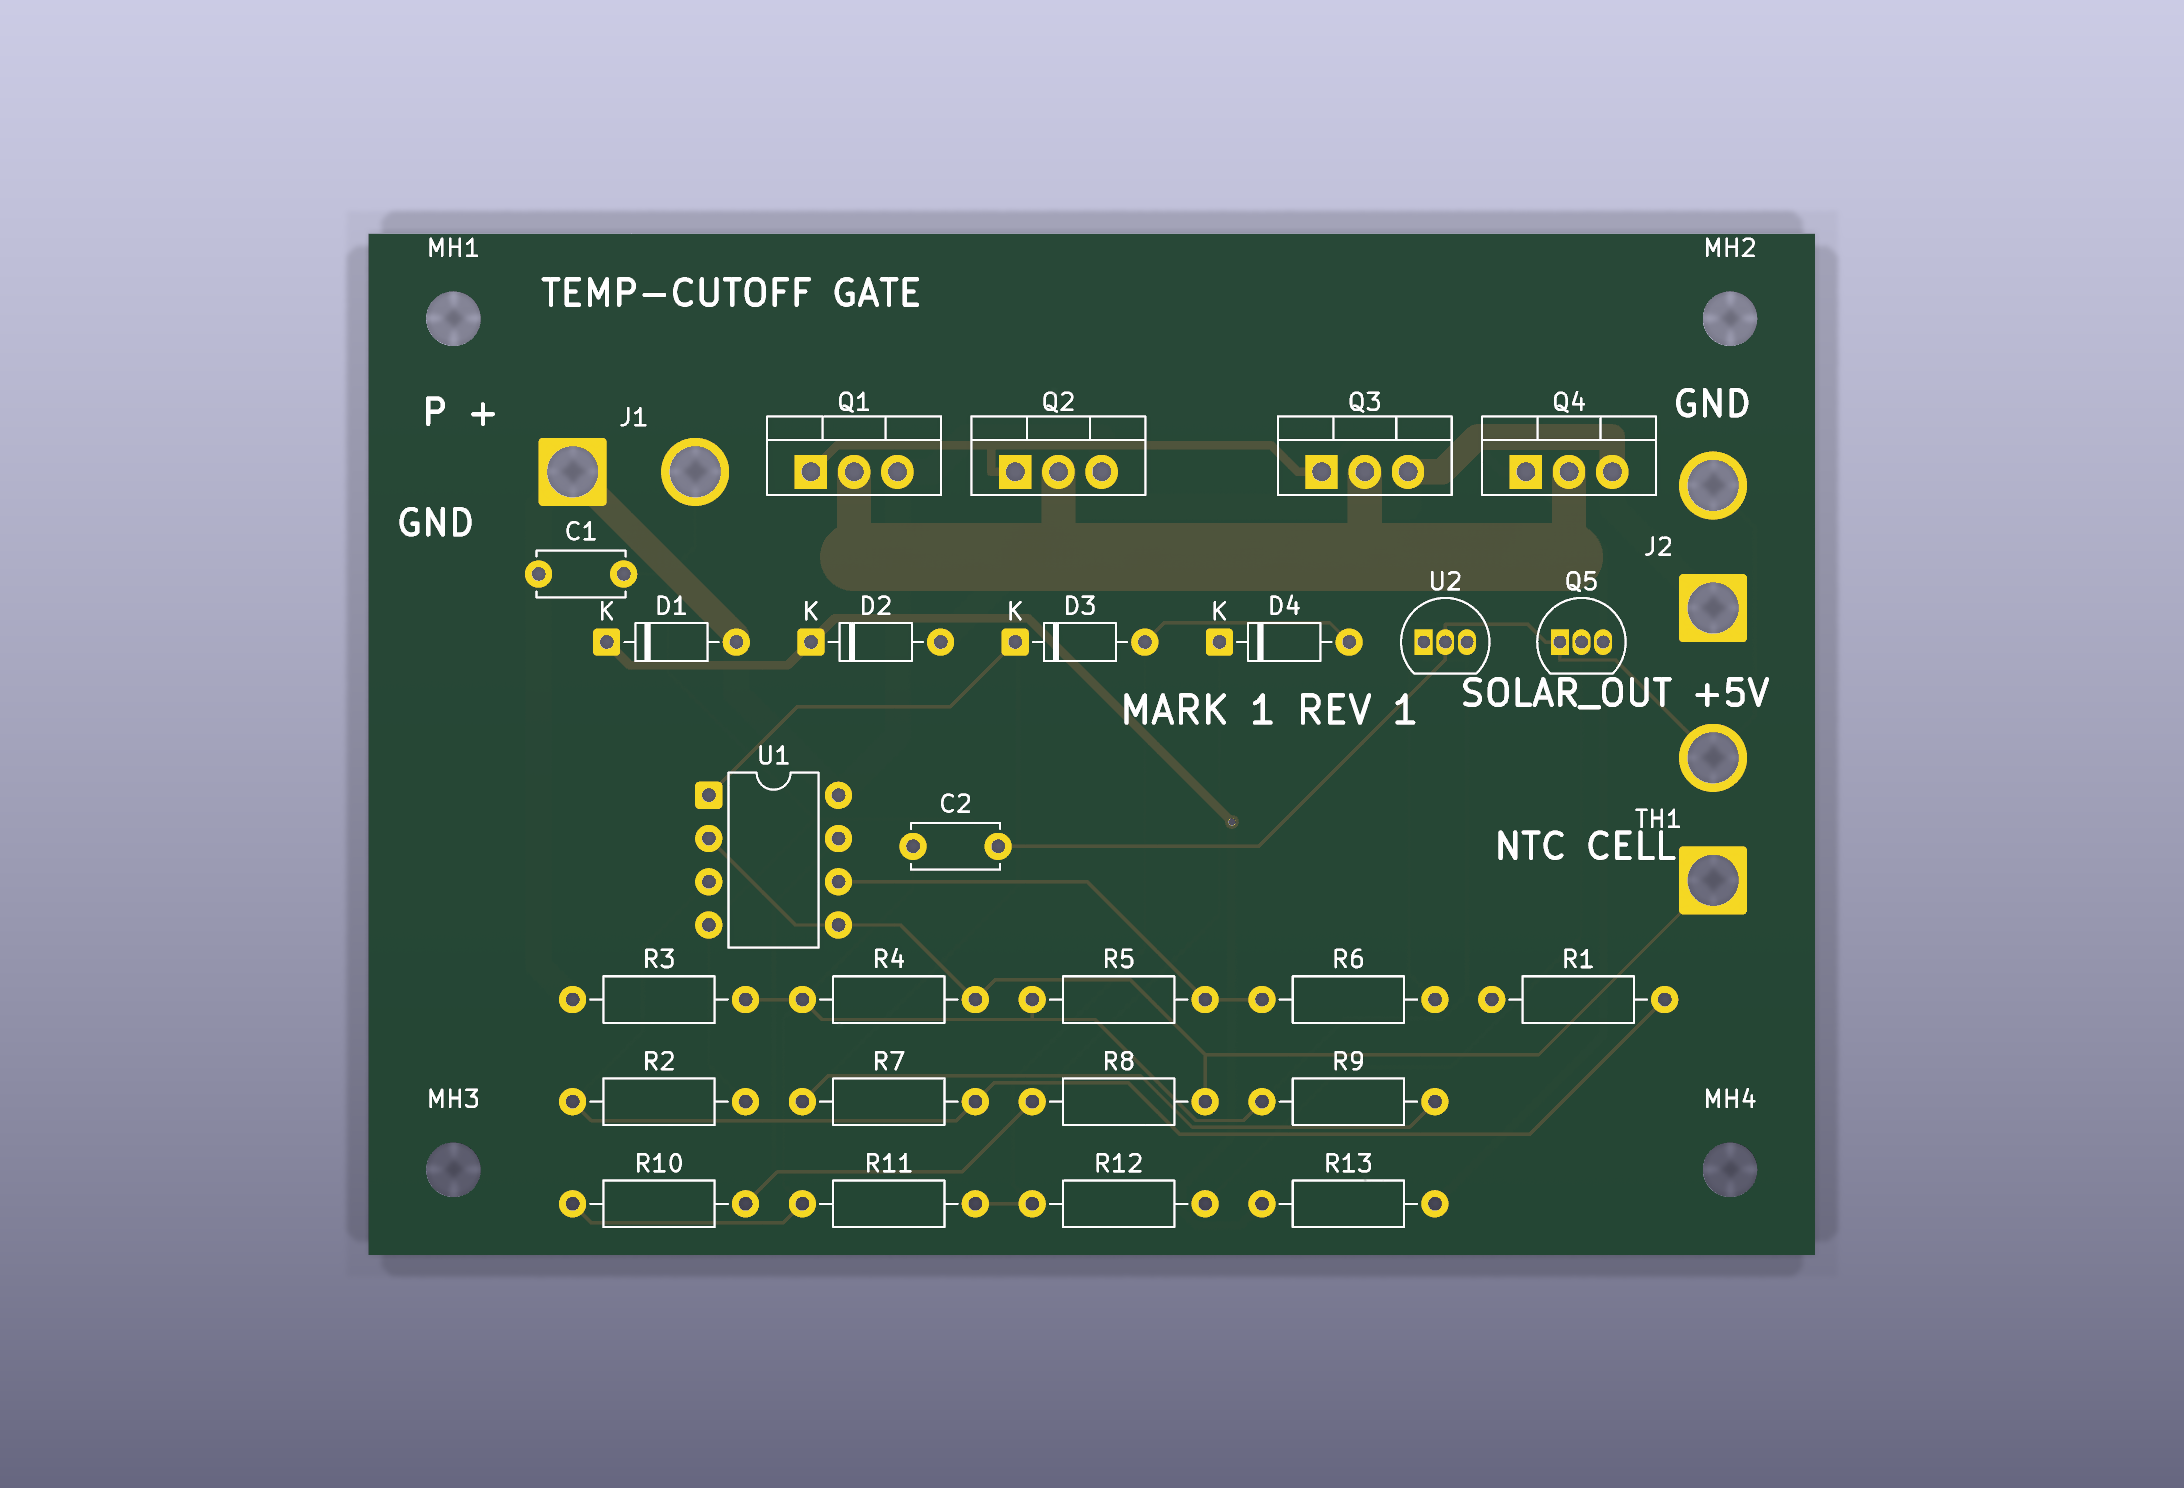 MH1
MH2
TEMP-CUTOFF GATE
P +
J1
Q1
Q2
Q3
Q4
GND
GND
C1
J2
K
D1
K
D2
K
D3
K
D4
U2
Q5
MARK 1 REV 1
SOLAR_OUT +5V
U1
C2
TH1
NTC CELL
R3
R4
R5
R6
R1
R2
R7
R8
R9
MH3
MH4
R10
R11
R12
R13